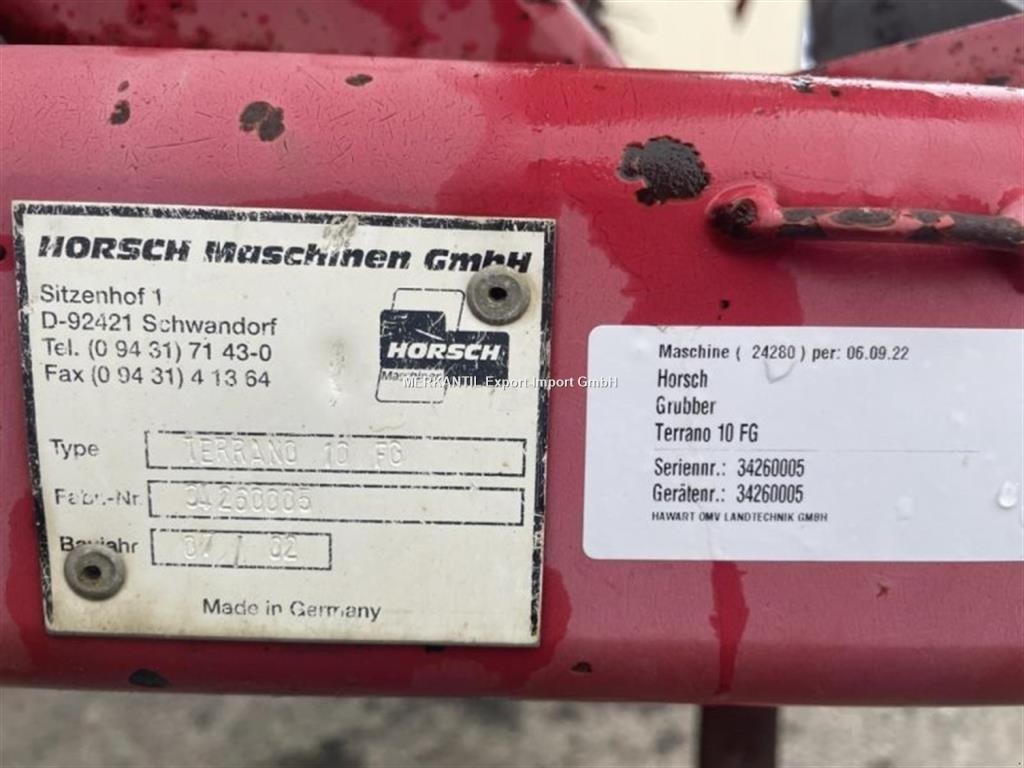 HORSCH Maschinen GmbH
Sitzenhof 1
D-92421 Schwandorf
Tel. (0 94 31) 71 43-0
Fax (0 94 31) 4 13 64
HORSCH
Maschinen
MERKANTIL Export-Import GmbH
Type TERRANO 10 FG
Fabr.-Nr. 34260005
Baujahr / 02
Made in Germany
Maschine ( 24280 ) per: 06.09.22
Horsch
Grubber
Terrano 10 FG
Seriennr.: 34260005
Gerätenr.: 34260005
HAWART OMV LANDTECHNIK GMBH